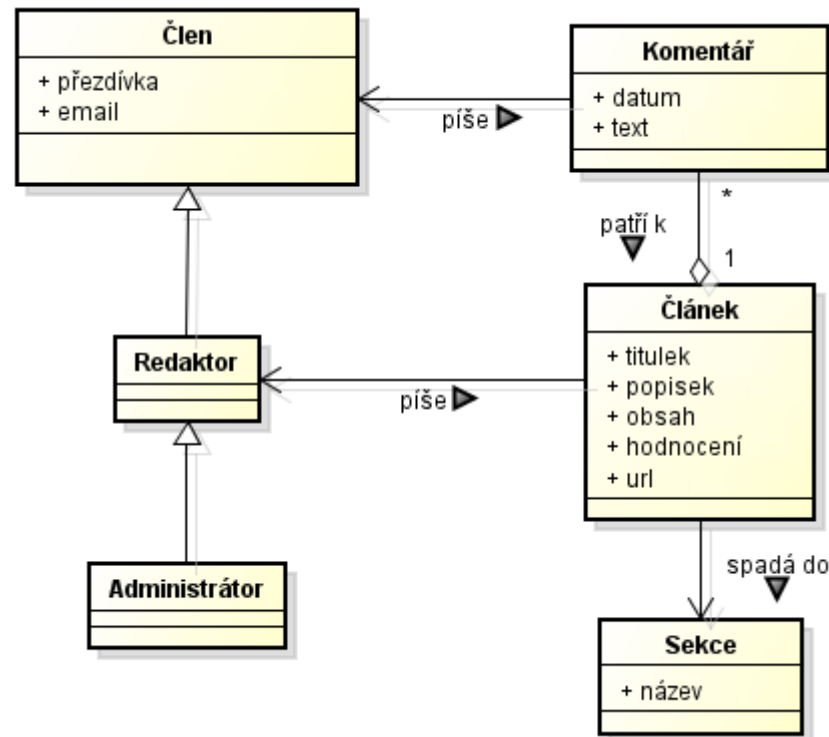 Člen
+ přezdívka
+ email
píše
Komentář
+ datum
+ text
*
patří k
1
Redaktor
píše
Článek
+ titulek
+ popisek
+ obsah
+ hodnocení
+ url
Administrátor
spadá do
Sekce
+ název